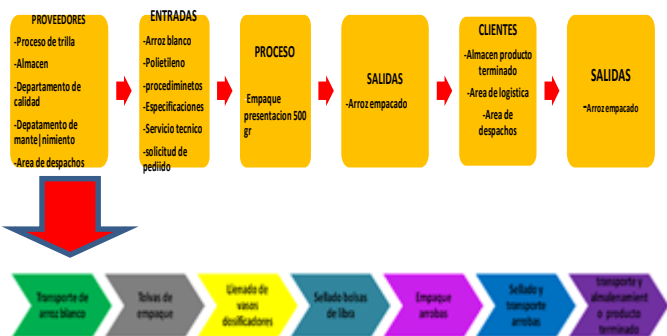 PROVEEDORES
-Proceso de trilla
-Almacen
-Departamento de
calidad
-Depatamento de
mante|nimiento
-Area de despachos
ENTRADAS
-Arroz blanco
-Polietileno
-procediminetos
-Especificaciones
-Servicio tecnico
-solicitud de
pediido
PROCESO
Empaque
presentacion 500
gr
SALIDAS
-Arroz empacado
CLIENTES
-Almacen producto
terminado
-Area de logistica
-Area de
despachos
SALIDAS
-Arroz empacado
Transporte de
arroz blanco
Tolvas de
empaque
Llenado de
vasos
dosificadores
Sellado bolsas
de libra
Empaque
arrobas
Sellado y
transporte
arrobas
transporte y
almalenamient
o producto
terminado